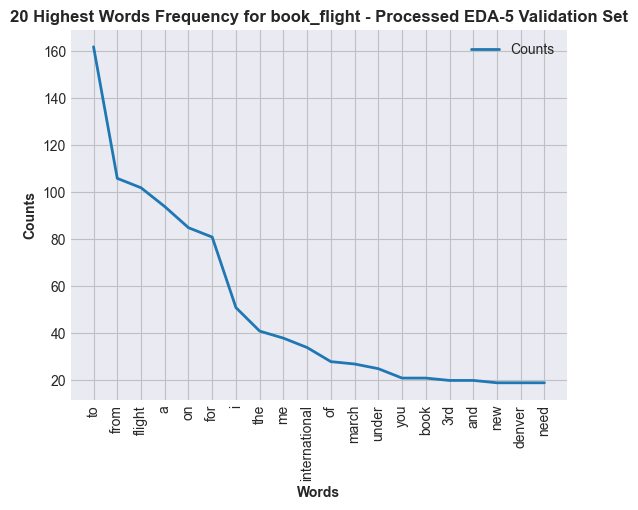 20 Highest Words Frequency for book_flight - Processed EDA-5 Validation Set
Counts
160
140
120
100
80
60
40
20
Counts
to
from
flight
a
on
for
i
the
me
international
of
march
under
you
book
3rd
and
new
denver
need
Words